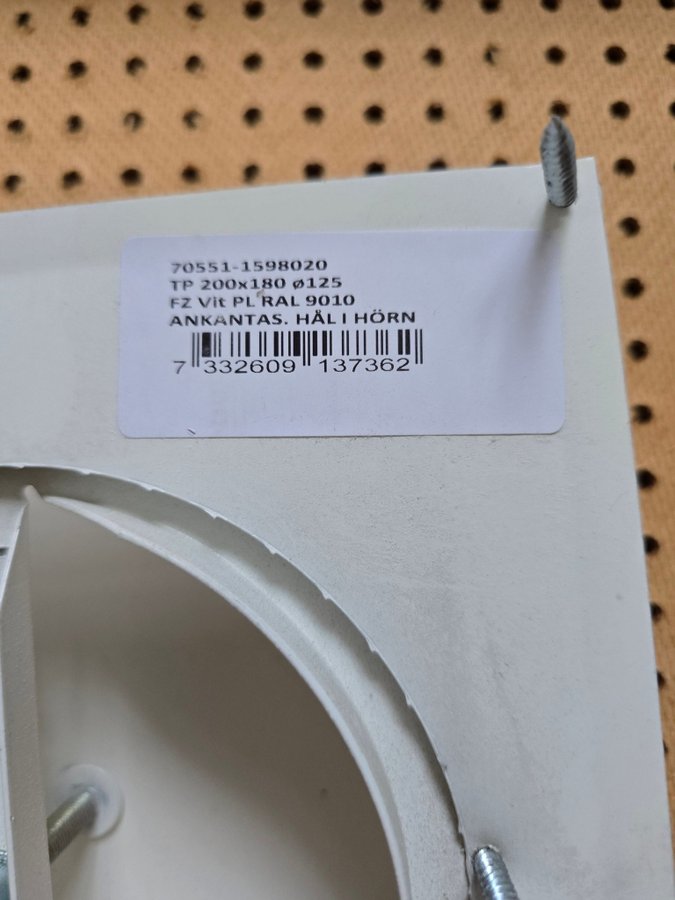 70551-1598020
TP 200x180 ø125
FZ Vit PL RAL 9010
ANKANTAS. HÅL I HÖRN
7 332609 137362